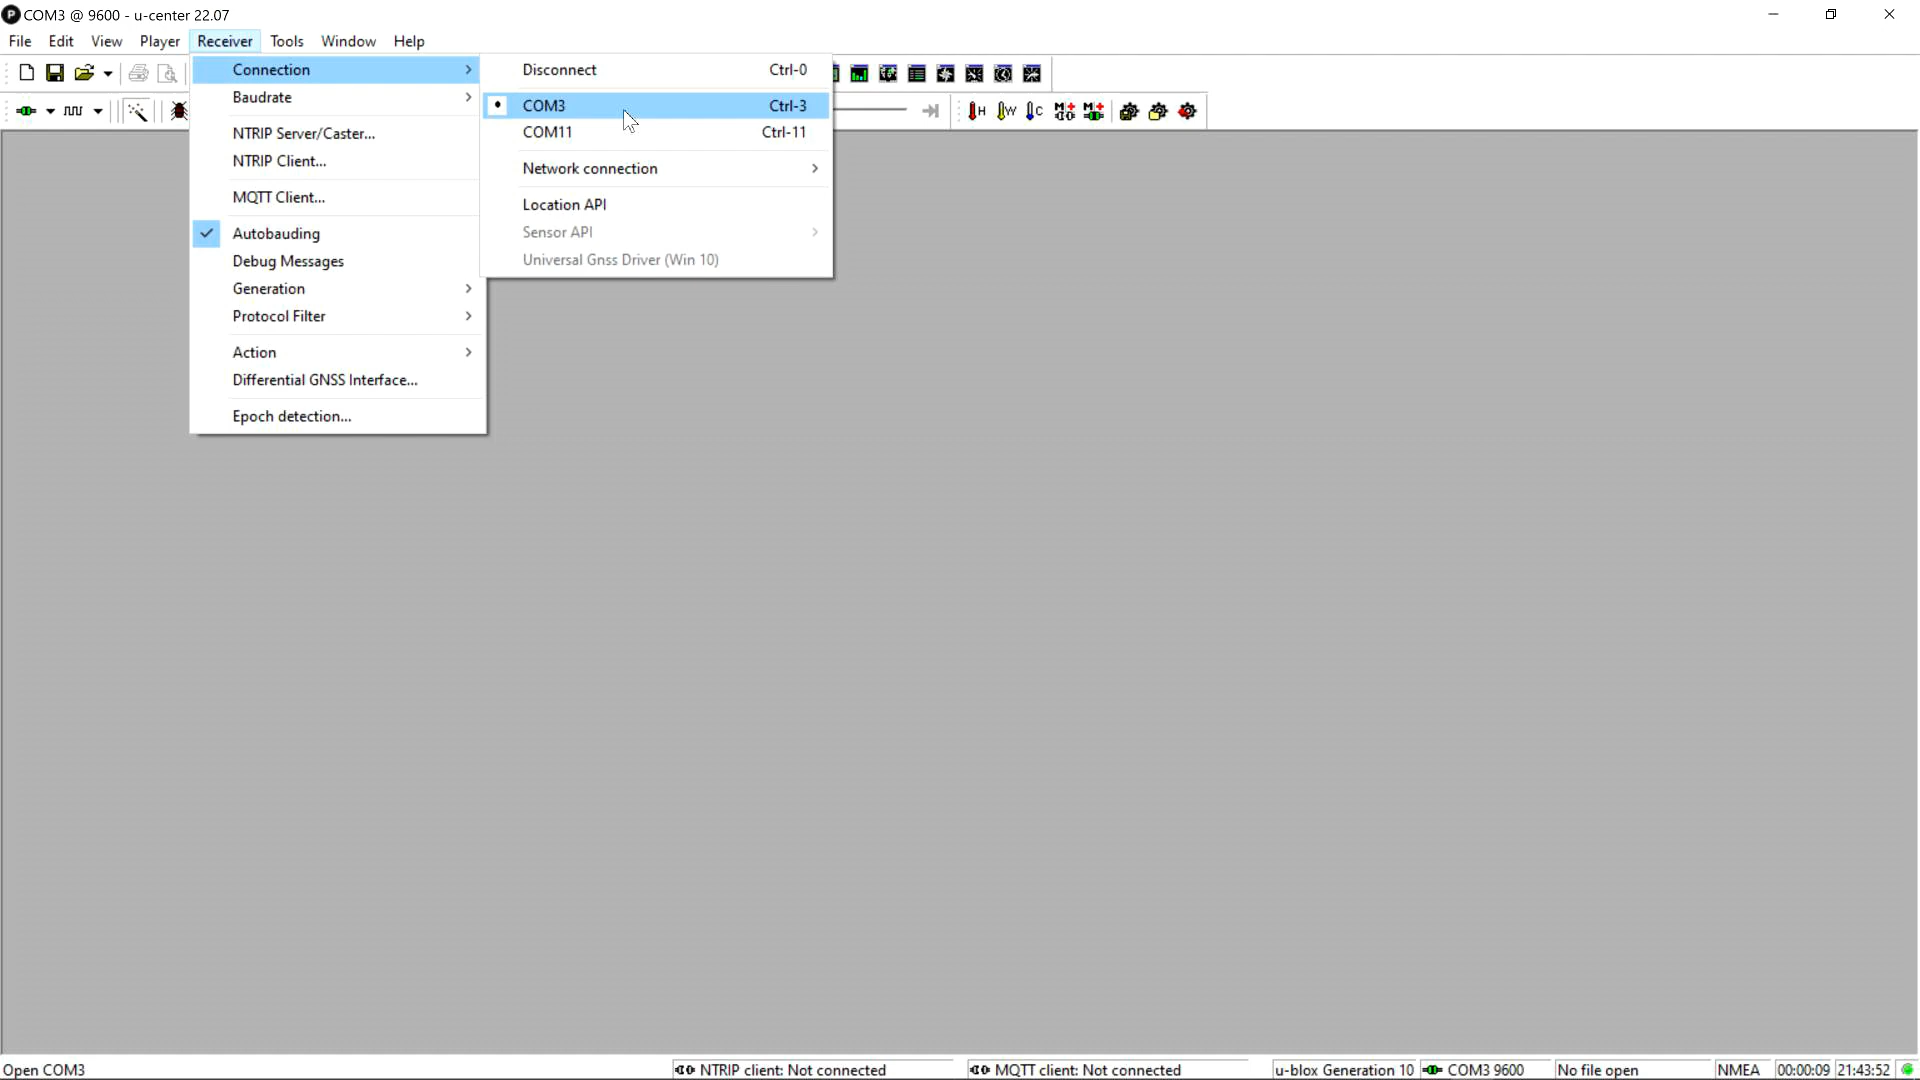 COM3 @ 9600 - u-center 22.07
File Edit View Player Receiver Tools Window Help
Connection
Baudrate
NTRIP Server/Caster...
NTRIP Client...
MQTT Client...
Autobauding
Debug Messages
Generation
Protocol Filter
Action
Differential GNSS Interface...
Epoch detection...
Disconnect Ctrl-0
COM3 Ctrl-3
COM11 Ctrl-11
Network connection
Location API
Sensor API
Universal Gnss Driver (Win 10)
H W C
Open COM3 NTRIP client: Not connected MQTT client: Not connected u-blox Generation 10 COM3 9600 No file open NMEA 00:00:09 21:43:52